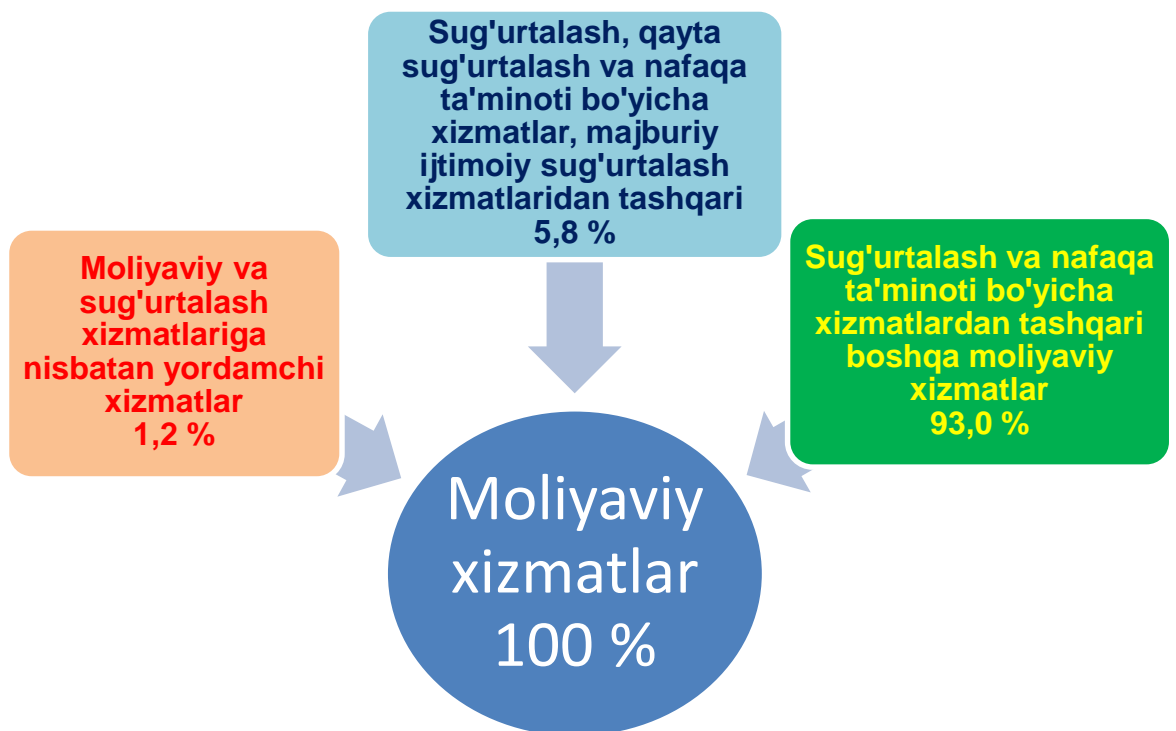 Sug'urtalash, qayta
sug'urtalash va nafaqa
ta'minoti bo'yicha
xizmatlar, majburiy
ijtimoiy sug'urtalash
xizmatlaridan tashqari
5,8 %
Moliyaviy va
sug'urtalash
xizmatlariga
nisbatan yordamchi
xizmatlar
1,2 %
Sug'urtalash va nafaqa
ta'minoti bo'yicha
xizmatlardan tashqari
boshqa moliyaviy
xizmatlar
93,0 %
Moliyaviy
xizmatlar
100 %